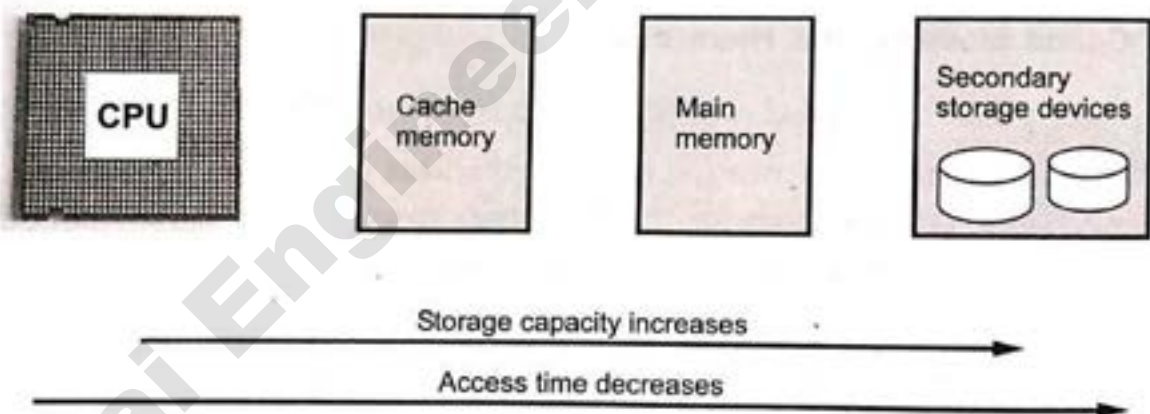 CPU
Cache
memory
Main
memory
Secondary
storage devices
Storage capacity increases
Access time decreases